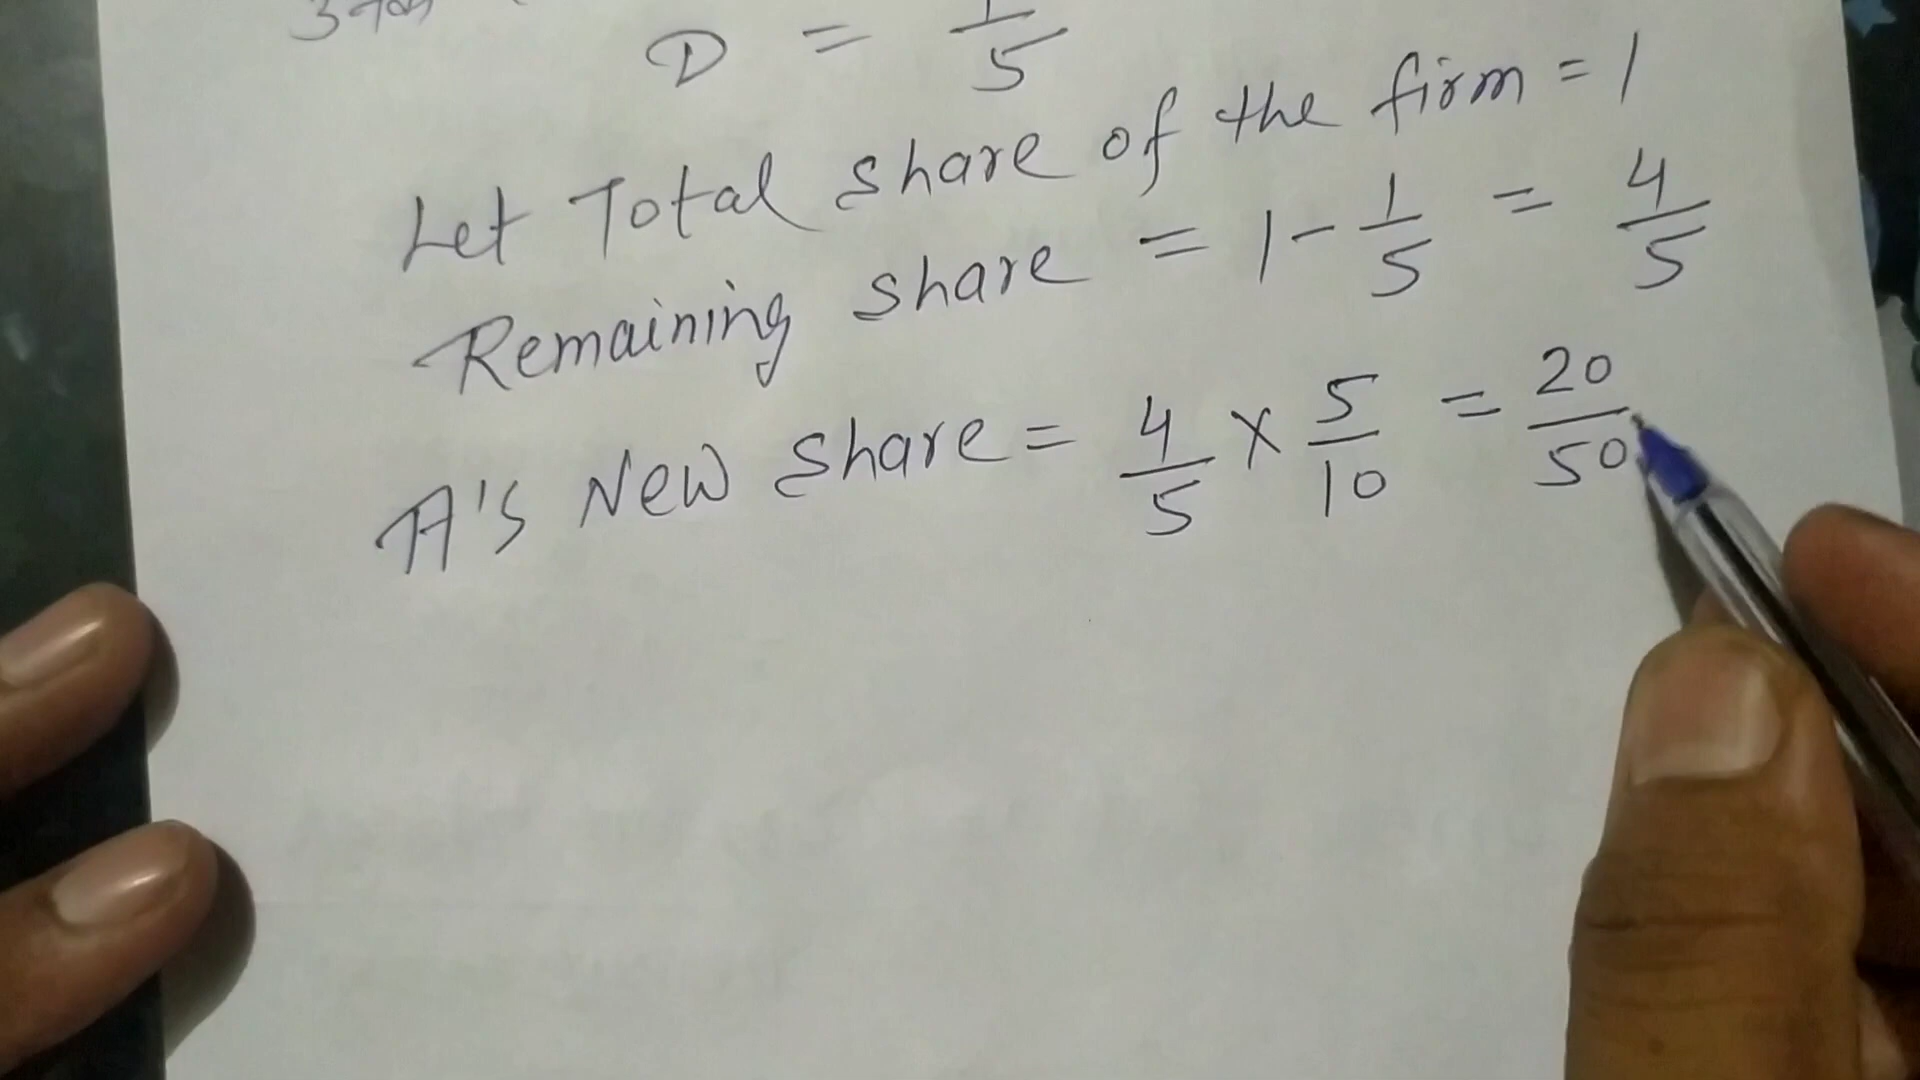 D = 1/5
Let Total share of the firm = 1
Remaining share = 1 - 1/5 = 4/5
A's New share = 4/5 × 5/10 = 20/50